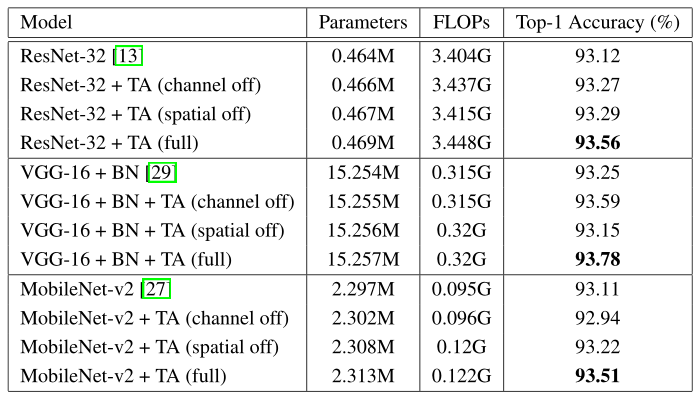 Model Parameters FLOPs Top-1 Accuracy (%)
ResNet-32 [13] 0.464M 3.404G 93.12
ResNet-32 + TA (channel off) 0.466M 3.437G 93.27
ResNet-32 + TA (spatial off) 0.467M 3.415G 93.29
ResNet-32 + TA (full) 0.469M 3.448G 93.56
VGG-16 + BN [29] 15.254M 0.315G 93.25
VGG-16 + BN + TA (channel off) 15.255M 0.315G 93.59
VGG-16 + BN + TA (spatial off) 15.256M 0.32G 93.15
VGG-16 + BN + TA (full) 15.257M 0.32G 93.78
MobileNet-v2 [27] 2.297M 0.095G 93.11
MobileNet-v2 + TA (channel off) 2.302M 0.096G 92.94
MobileNet-v2 + TA (spatial off) 2.308M 0.12G 93.22
MobileNet-v2 + TA (full) 2.313M 0.122G 93.51